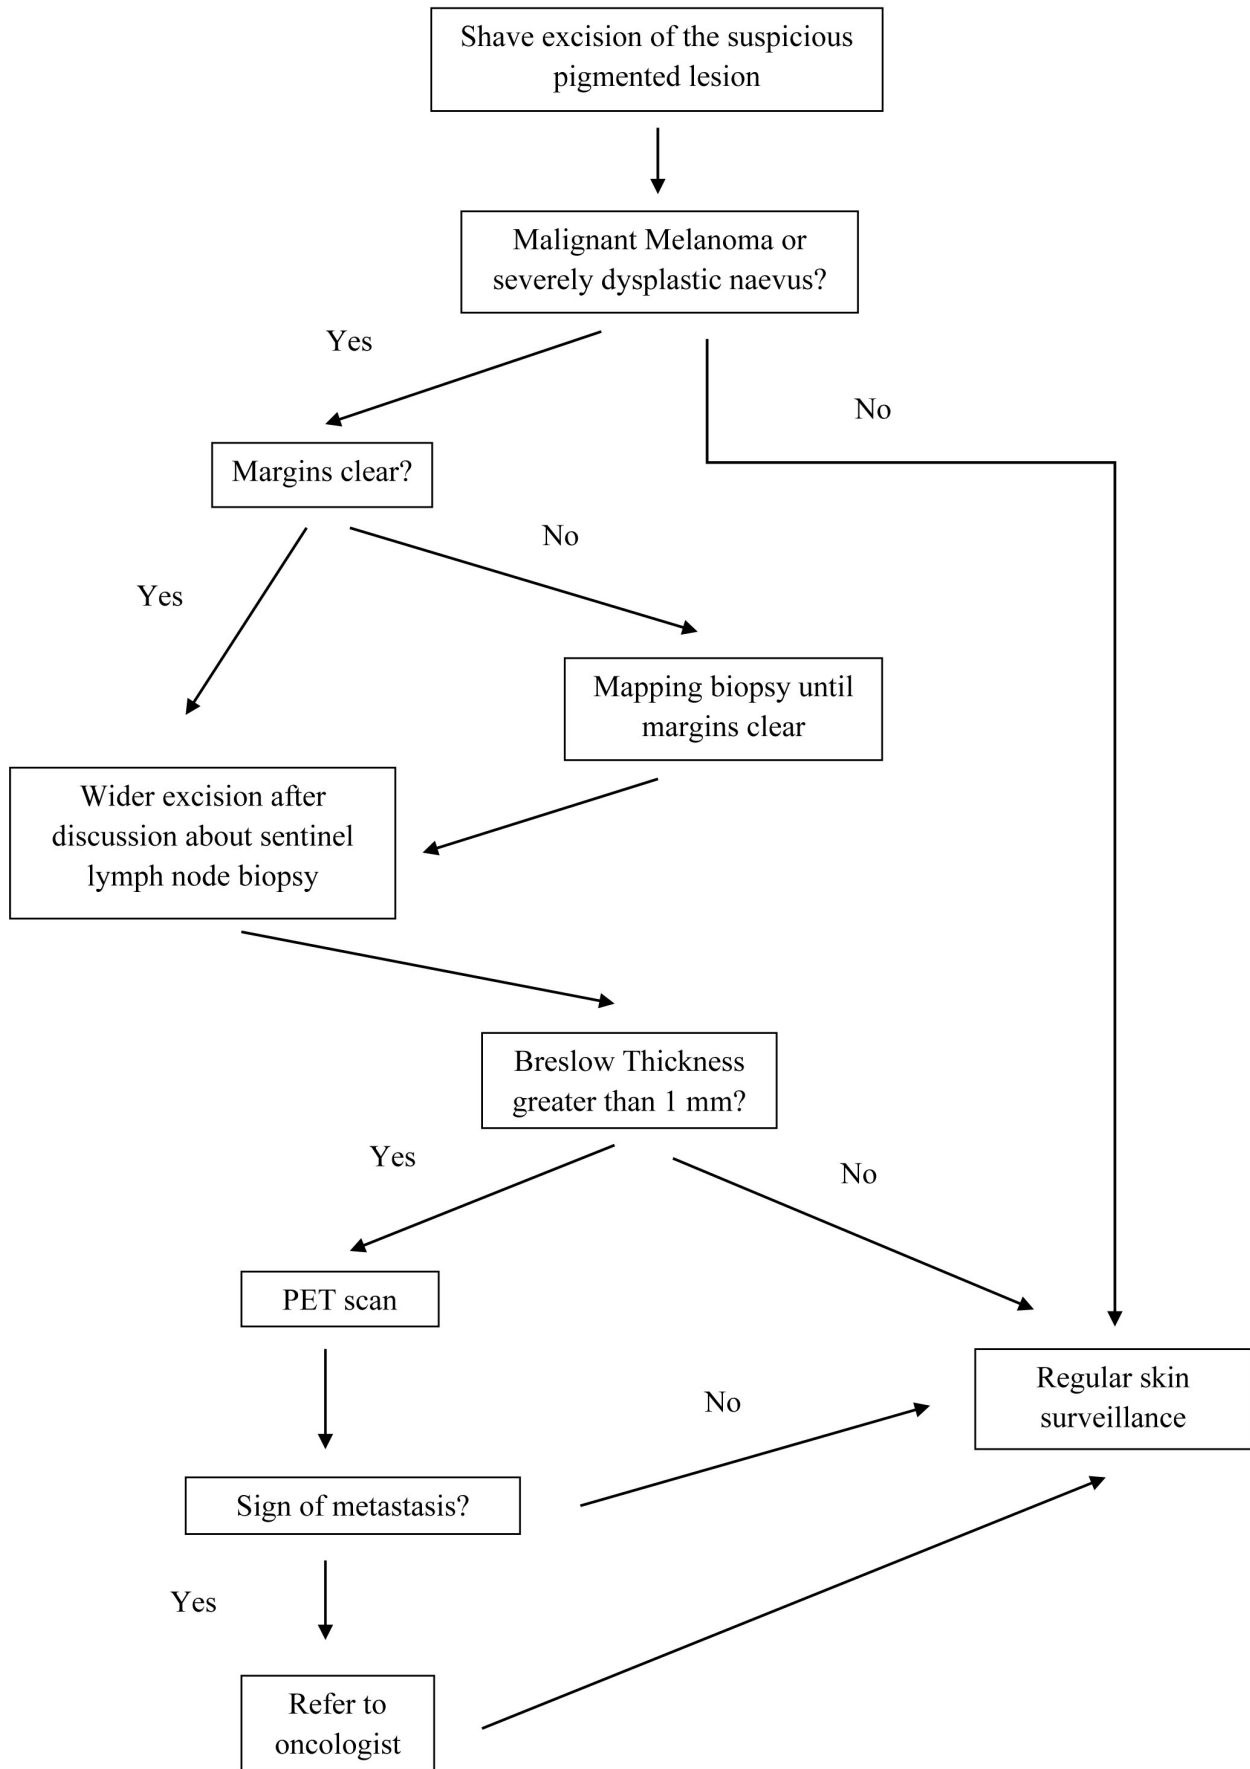 Shave excision of the suspicious
pigmented lesion
Malignant Melanoma or
severely dysplastic naevus?
Yes
No
Margins clear?
No
Yes
Mapping biopsy until
margins clear
Wider excision after
discussion about sentinel
lymph node biopsy
Breslow Thickness
greater than 1 mm?
Yes
No
PET scan
Regular skin
surveillance
No
Sign of metastasis?
Yes
Refer to
oncologist